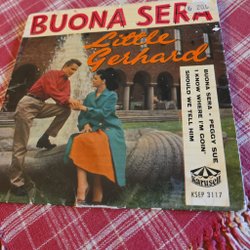 BUONA SERA
Little
Gerhard
BUONA SERA - PEGGY SUE
I KNOW WHERE I'M GOIN'
SHOULD WE TELL HIM
Karusell
KSEP 3117